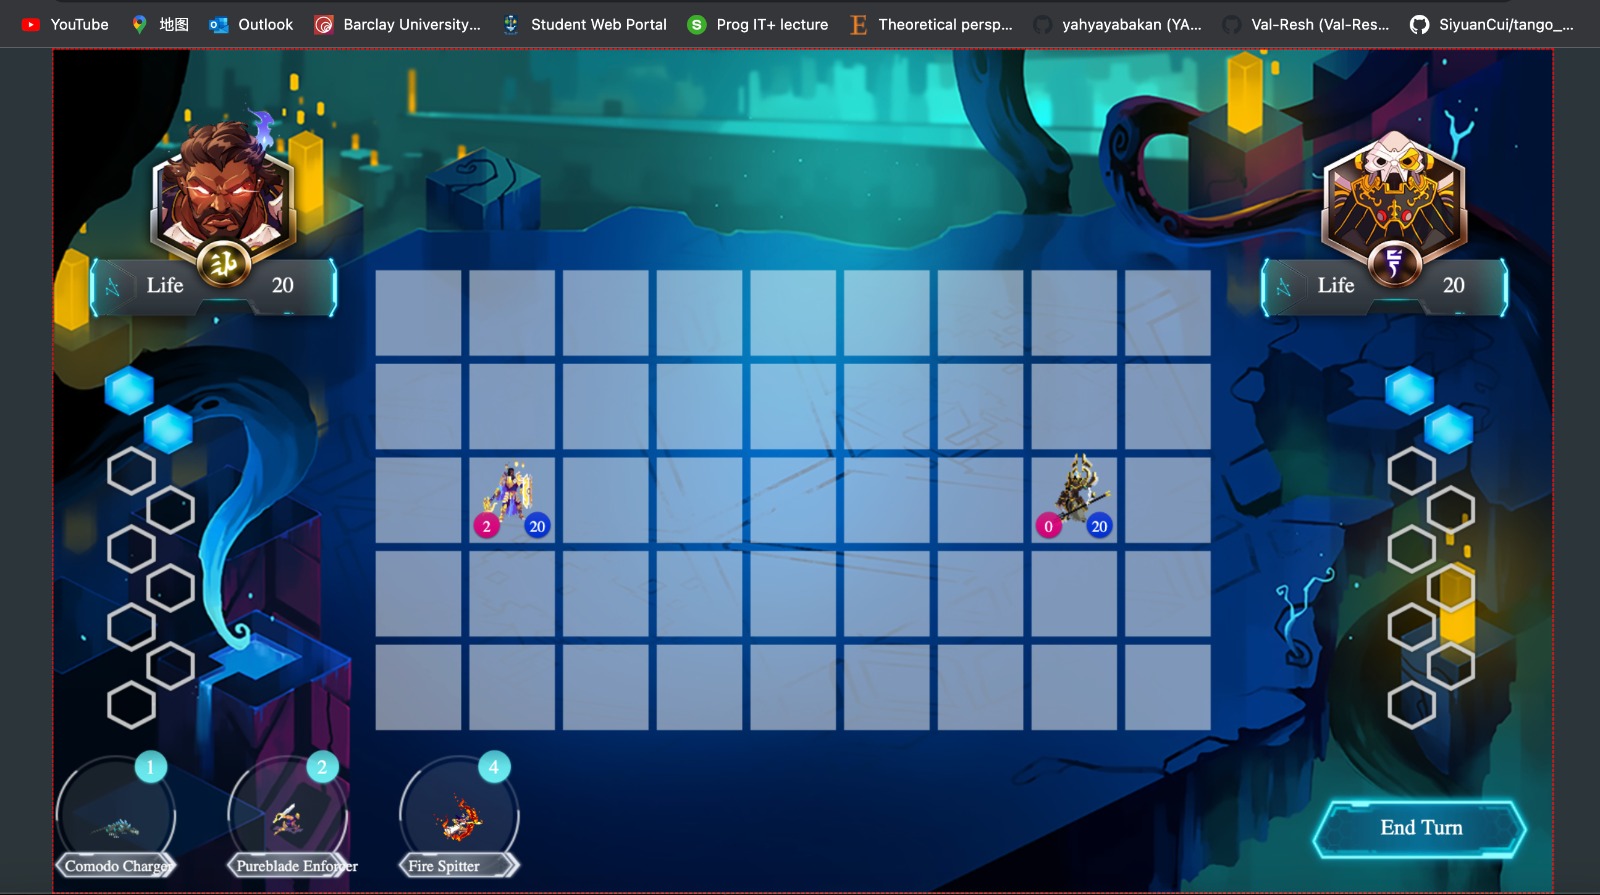 YouTube
地图
Outlook
Barclay University...
Student Web Portal
S
Prog IT+ lecture
E
Theoretical persp...
yahyayabakan (YA...
Val-Resh (Val-Res...
SiyuanCui/tango_...
Life 20
Life 20
2 20
0 20
1
2
4
Comodo Charger
Pureblade Enforcer
Fire Spitter
End Turn